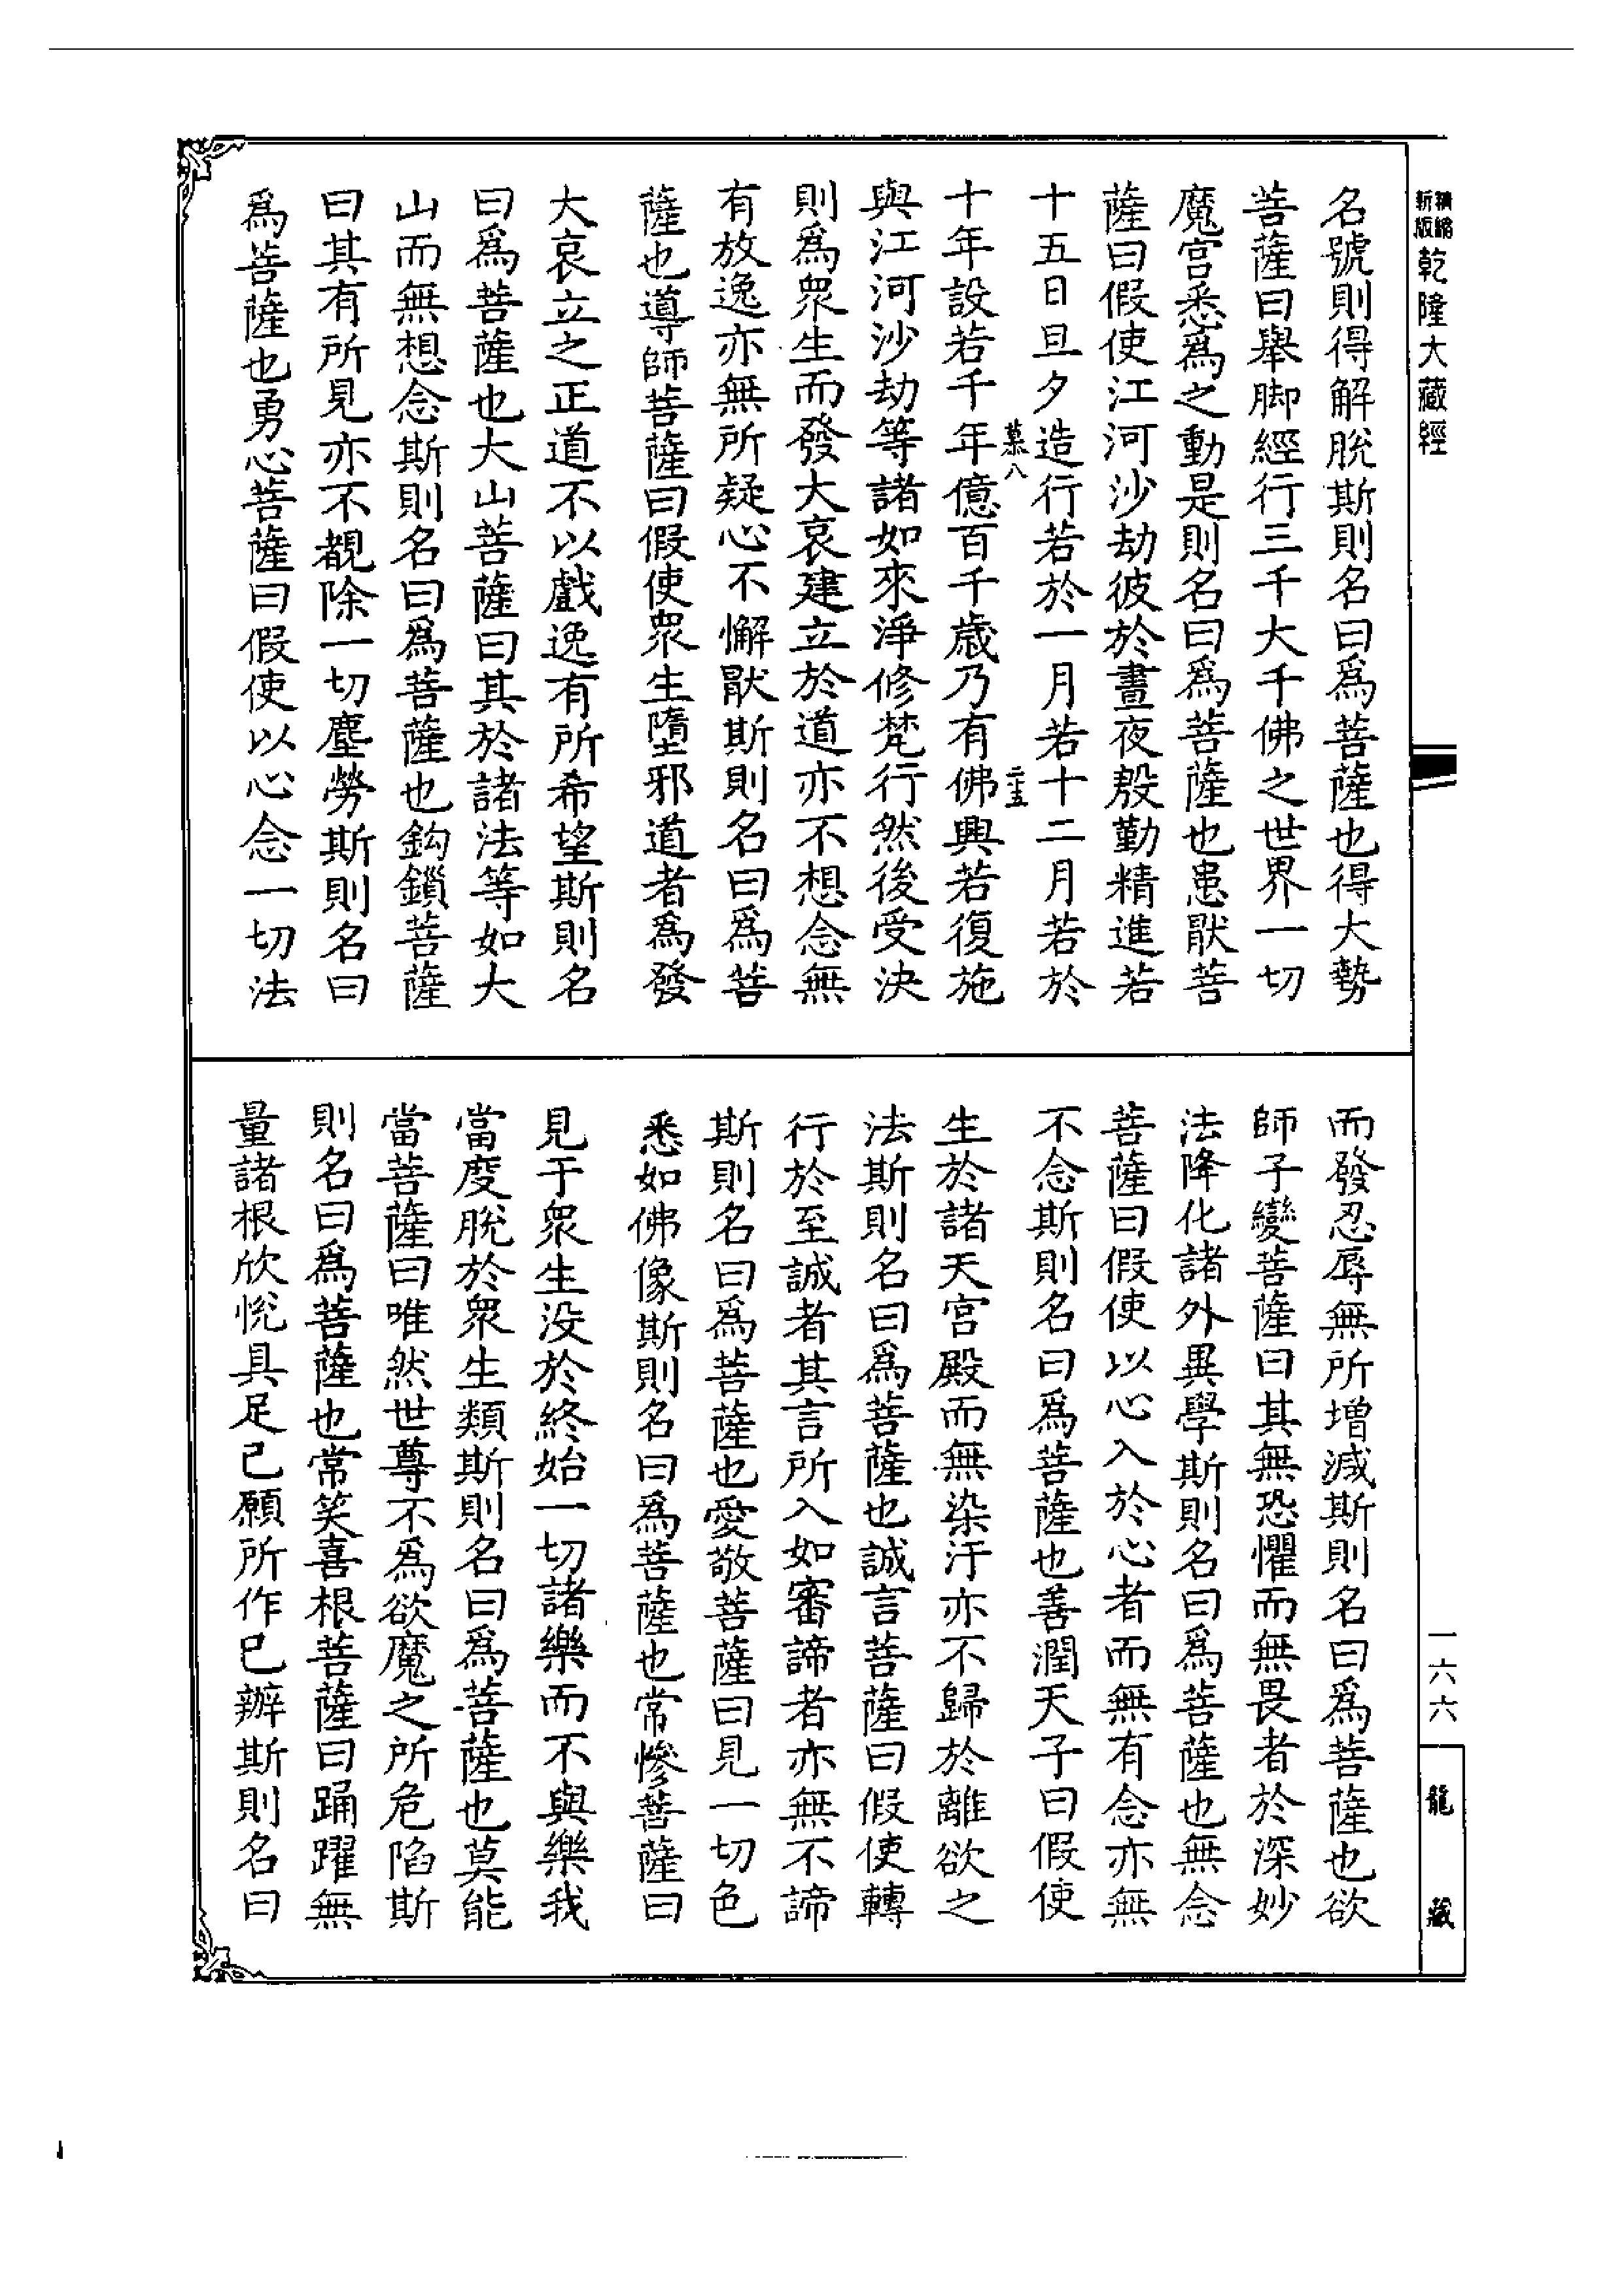 精繕新版
乾隆大藏經
名號則得解脫斯則名曰為菩薩也得大勢
菩薩曰舉脚經行三千大千佛之世界一切
魔宮悉為之動是則名曰為菩薩也患猒菩
薩曰假使江河沙劫彼於晝夜殷勤精進若
十五日旦夕造行若於一月若十二月若於
慕八
十年設若千年億百千歲乃有佛興若復施
與江河沙劫等諸如來淨修梵行然後受決
則為衆生而發大哀建立於道亦不想念無
有放逸亦無所疑心不懈猒斯則名曰為菩
薩也導師菩薩曰假使衆生墮邪道者為發
大哀立之正道不以戲逸有所希望斯則名
曰為菩薩也大山菩薩曰其於諸法等如大
山而無想念斯則名曰為菩薩也鈎鎖菩薩
曰其有所見亦不覩除一切塵勞斯則名曰
為菩薩也勇心菩薩曰假使以心念一切法
而發忍辱無所增減斯則名曰為菩薩也欲
師子變菩薩曰其無恐懼而無畏者於深妙
法降化諸外異學斯則名曰為菩薩也無念
菩薩曰假使以心入於心者而無有念亦無
不念斯則名曰為菩薩也善潤天子曰假使
生於諸天宮殿而無染汙亦不歸於離欲之
法斯則名曰為菩薩也誠言菩薩曰假使轉
行於至誠者其言所入如審諦者亦無不諦
斯則名曰為菩薩也愛敬菩薩曰見一切色
悉如佛像斯則名曰為菩薩也常慘菩薩曰
見于衆生沒於終始一切諸樂而不與樂我
當度脫於衆生類斯則名曰為菩薩也莫能
當菩薩曰唯然世尊不為欲魔之所危陷斯
則名曰為菩薩也常笑喜根菩薩曰踊躍無
量諸根欣悅具足己願所作已辦斯則名曰
一六六
龍藏